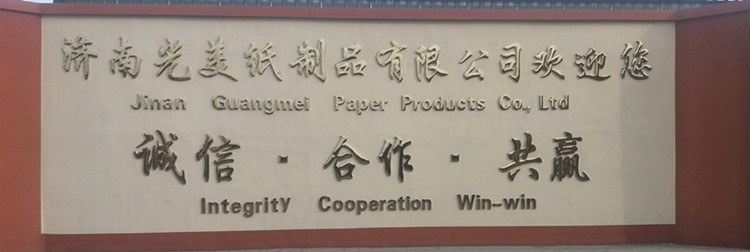 济南光美纸制品有限公司欢迎您
Jinan Guangmei Paper Products Co., Ltd
诚信·合作·共赢
Integrity Cooperation Win-win